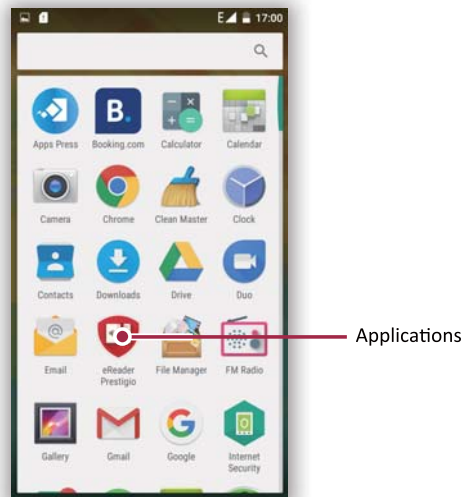 E 17:00
Apps Press Booking.com Calculator Calendar
Camera Chrome Clean Master Clock
Contacts Downloads Drive Duo
Email eReader Prestigio File Manager FM Radio
Applications
Gallery Gmail Google Internet Security